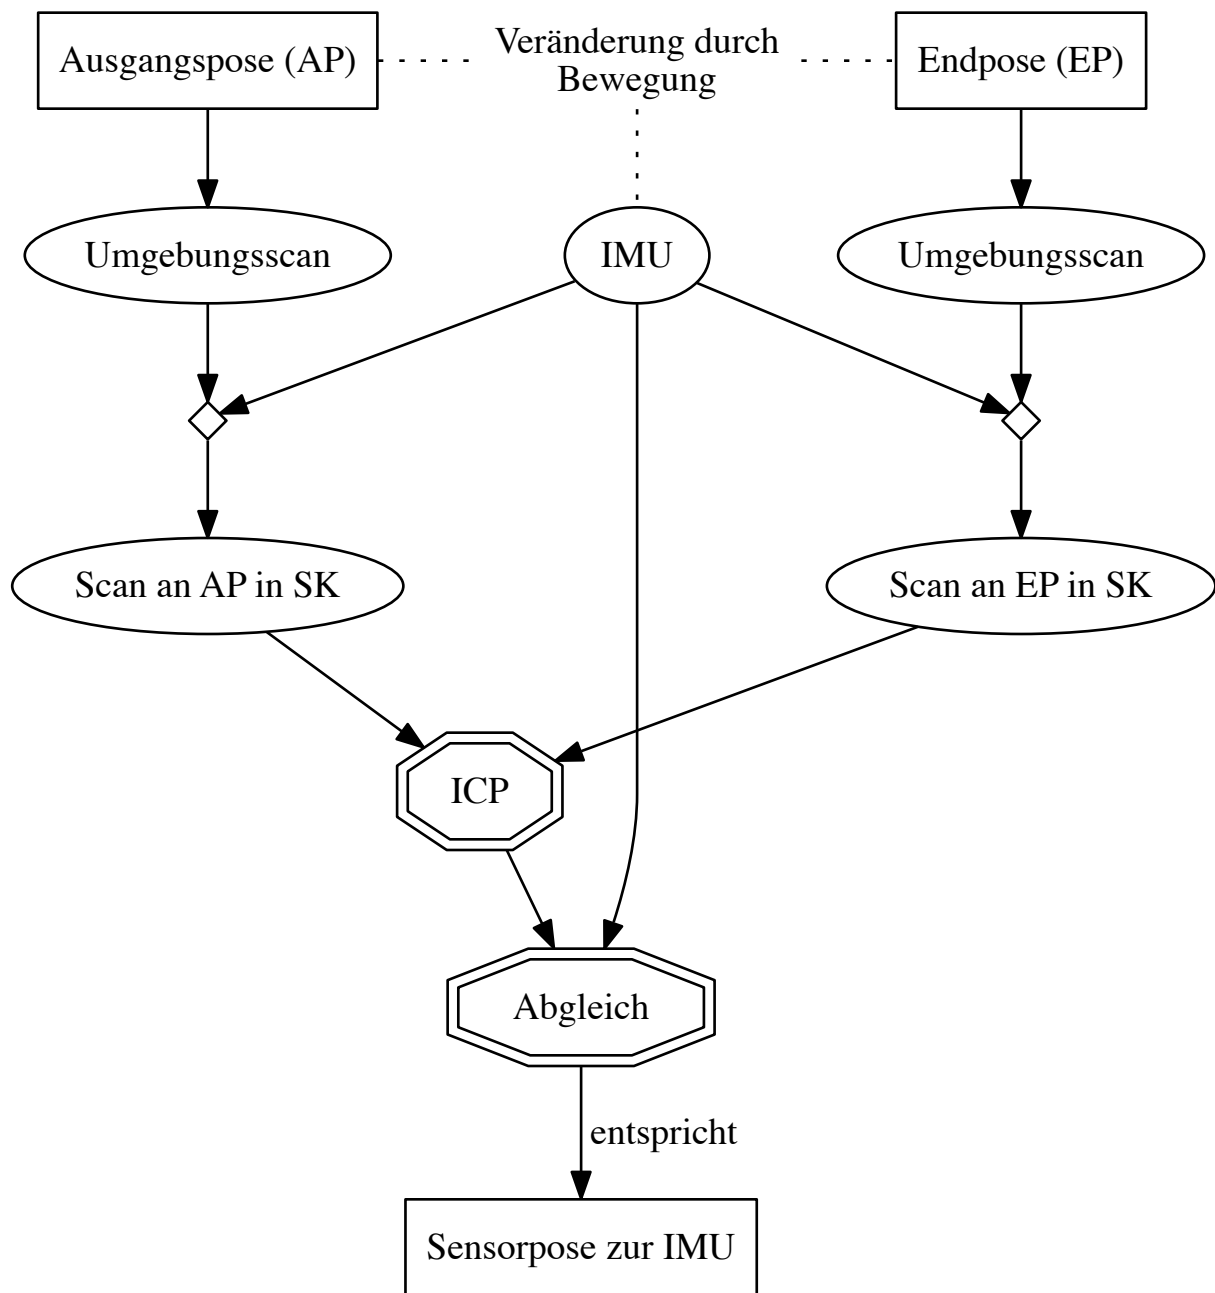 Ausgangspose (AP)
Veränderung durch
Bewegung
Endpose (EP)
Umgebungsscan
IMU
Umgebungsscan
Scan an AP in SK
Scan an EP in SK
ICP
Abgleich
entspricht
Sensorpose zur IMU